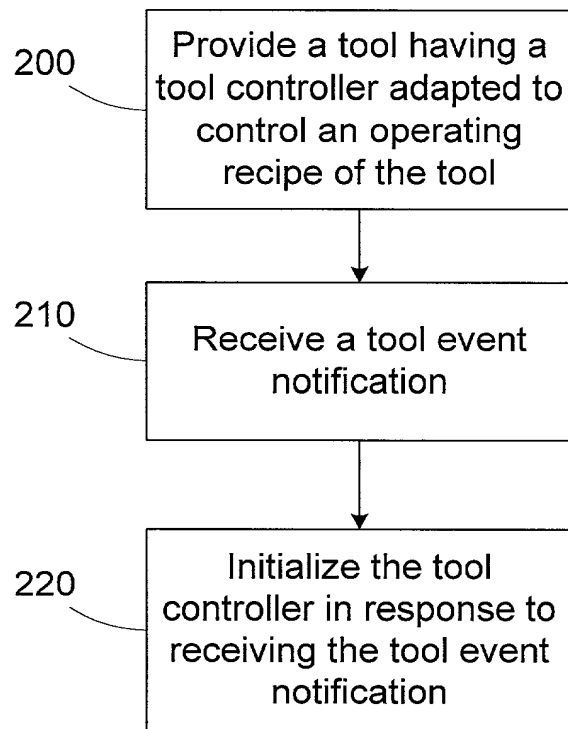 200
Provide a tool having a
tool controller adapted to
control an operating
recipe of the tool
210
Receive a tool event
notification
220
Initialize the tool
controller in response to
receiving the tool event
notification